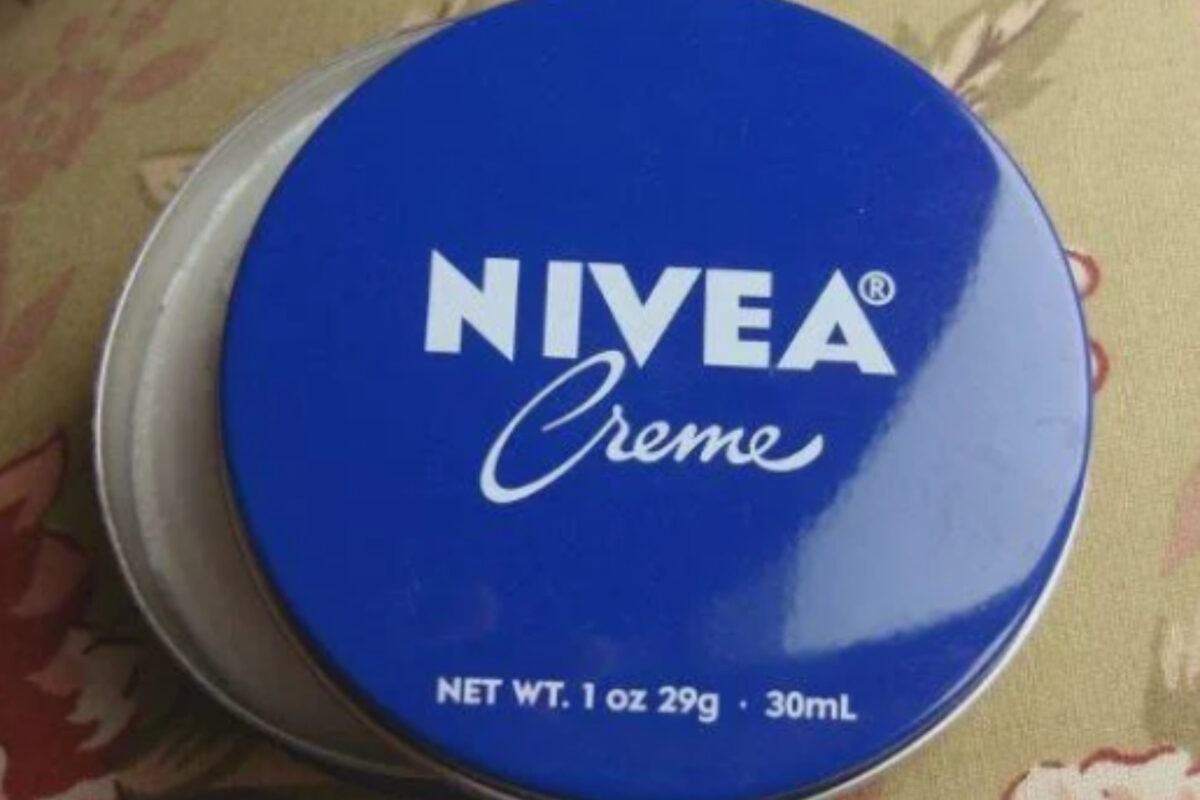 NIVEA®
Creme
NET WT. 1 oz 29g · 30mL